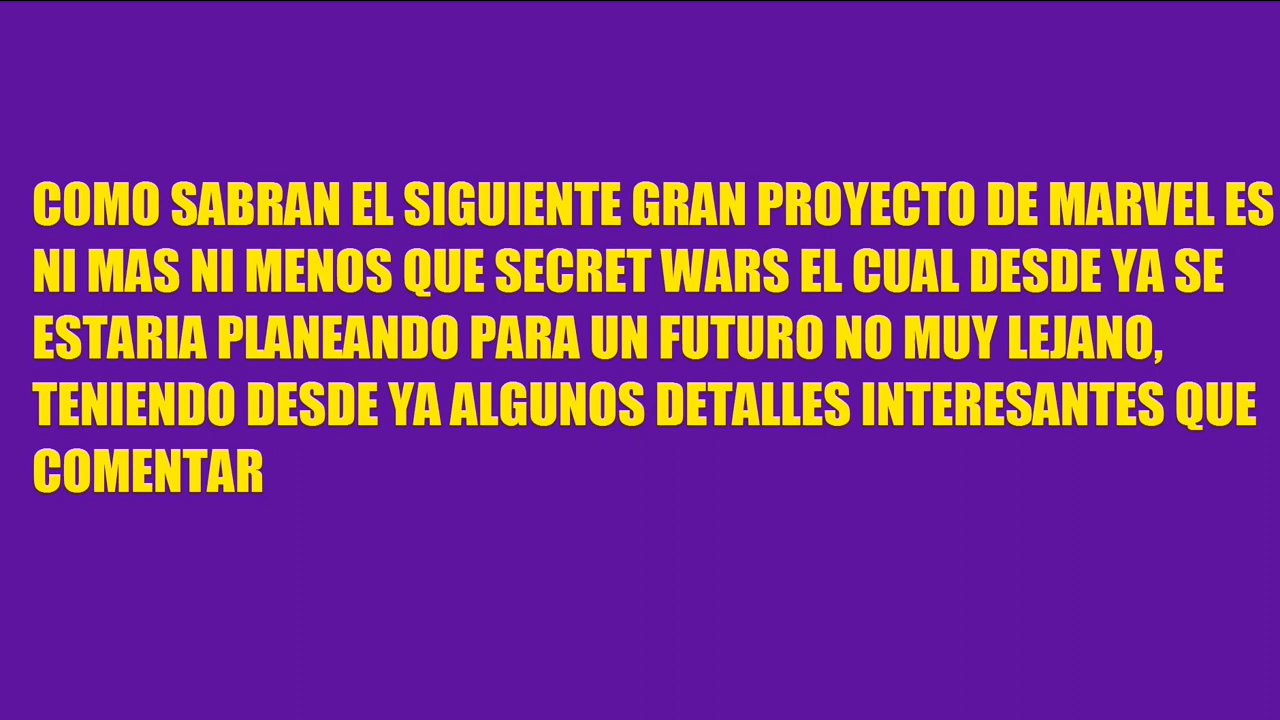 COMO SABRAN EL SIGUIENTE GRAN PROYECTO DE MARVEL ES
NI MAS NI MENOS QUE SECRET WARS EL CUAL DESDE YA SE
ESTARIA PLANEANDO PARA UN FUTURO NO MUY LEJANO,
TENIENDO DESDE YA ALGUNOS DETALLES INTERESANTES QUE
COMENTAR